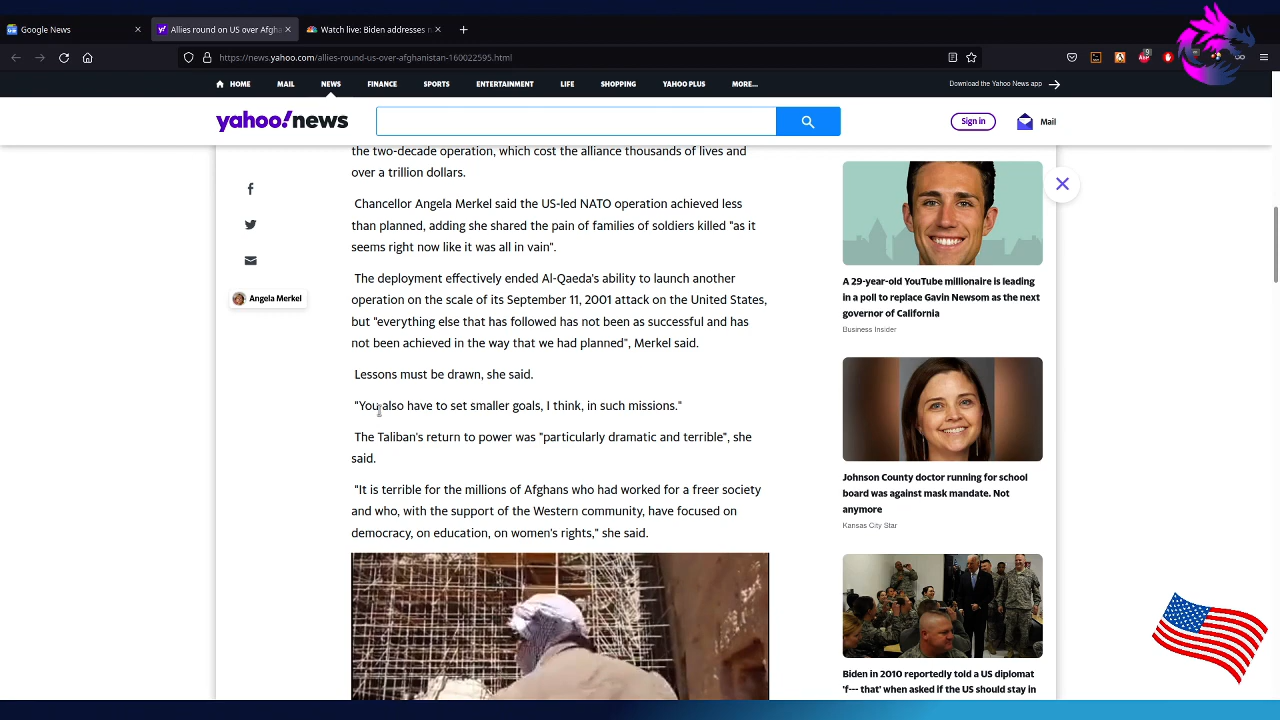 Google News
Allies round on US over Afgha
Watch live: Biden addresses n
https://news.yahoo.com/allies-round-us-over-afghanistan-160022595.html
HOME MAIL NEWS FINANCE SPORTS ENTERTAINMENT LIFE SHOPPING YAHOO PLUS MORE...
Download the Yahoo News app
yahoo!news
Sign in
Mail
the two-decade operation, which cost the alliance thousands of lives and
over a trillion dollars.
Chancellor Angela Merkel said the US-led NATO operation achieved less
than planned, adding she shared the pain of families of soldiers killed "as it
seems right now like it was all in vain".
Angela Merkel
The deployment effectively ended Al-Qaeda's ability to launch another
operation on the scale of its September 11, 2001 attack on the United States,
but "everything else that has followed has not been as successful and has
not been achieved in the way that we had planned", Merkel said.
Lessons must be drawn, she said.
"You also have to set smaller goals, I think, in such missions."
The Taliban's return to power was "particularly dramatic and terrible", she
said.
"It is terrible for the millions of Afghans who had worked for a freer society
and who, with the support of the Western community, have focused on
democracy, on education, on women's rights," she said.
A 29-year-old YouTube millionaire is leading
in a poll to replace Gavin Newsom as the next
governor of California
Business Insider
Johnson County doctor running for school
board was against mask mandate. Not
anymore
Kansas City Star
Biden in 2010 reportedly told a US diplomat
'f--- that' when asked if the US should stay in